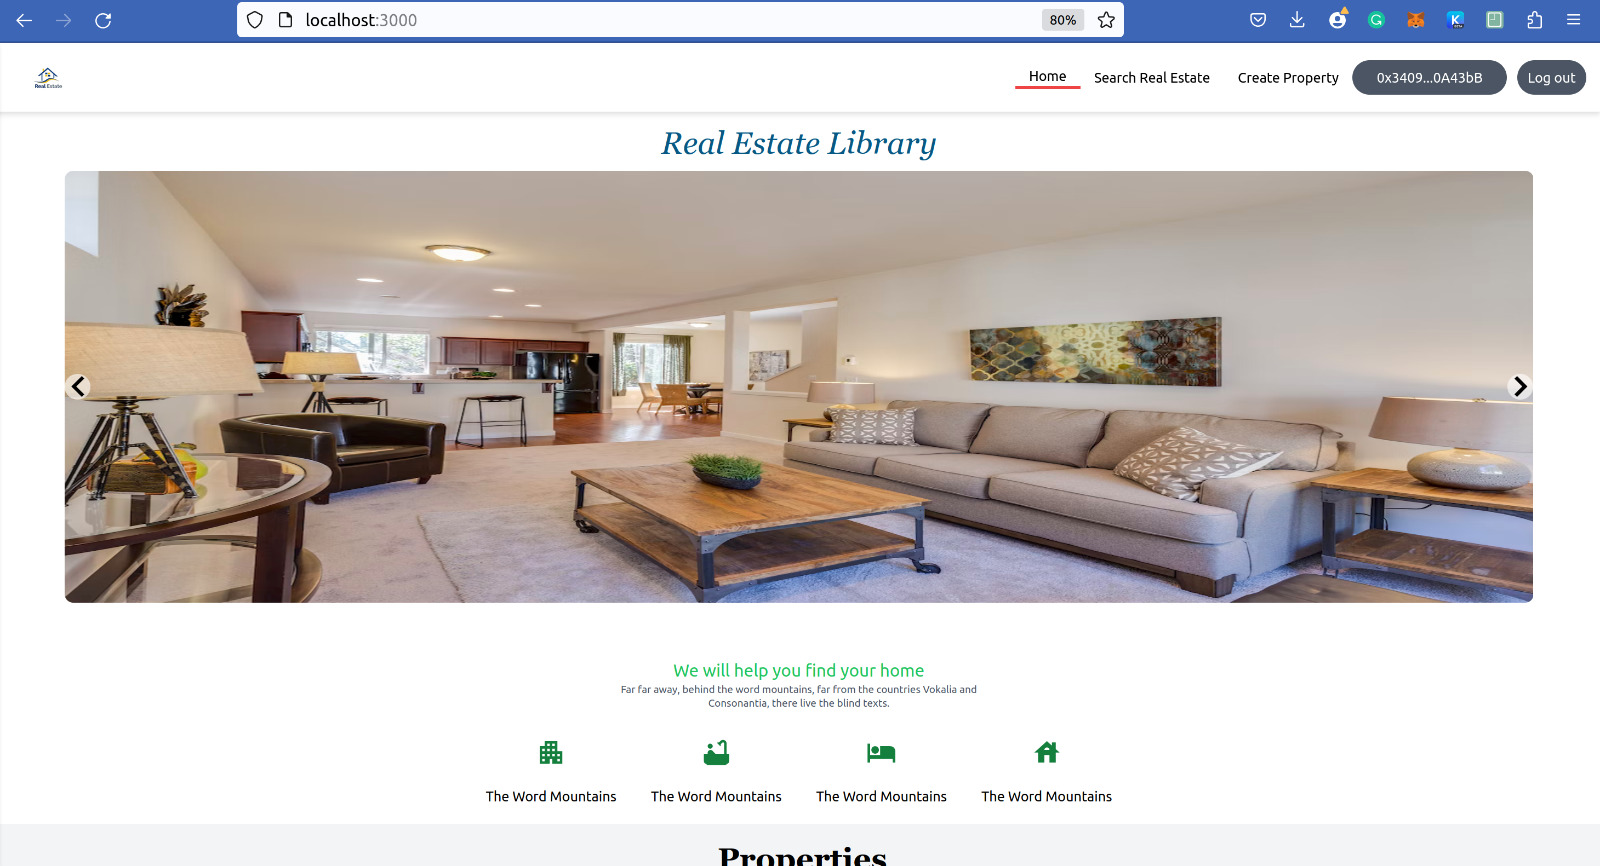 localhost:3000
80%
Real Estate
Home
Search Real Estate
Create Property
0x3409...0A43bB
Log out
Real Estate Library
We will help you find your home
Far far away, behind the word mountains, far from the countries Vokalia and
Consonantia, there live the blind texts.
The Word Mountains
The Word Mountains
The Word Mountains
The Word Mountains
Properties